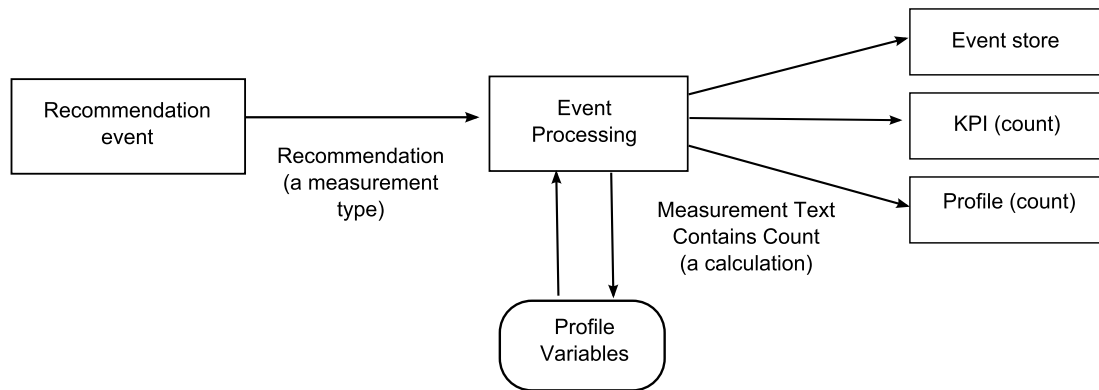 Recommendation
event
Recommendation
(a measurement
type)
Event
Processing
Event store
KPI (count)
Profile (count)
Measurement Text
Contains Count
(a calculation)
Profile
Variables